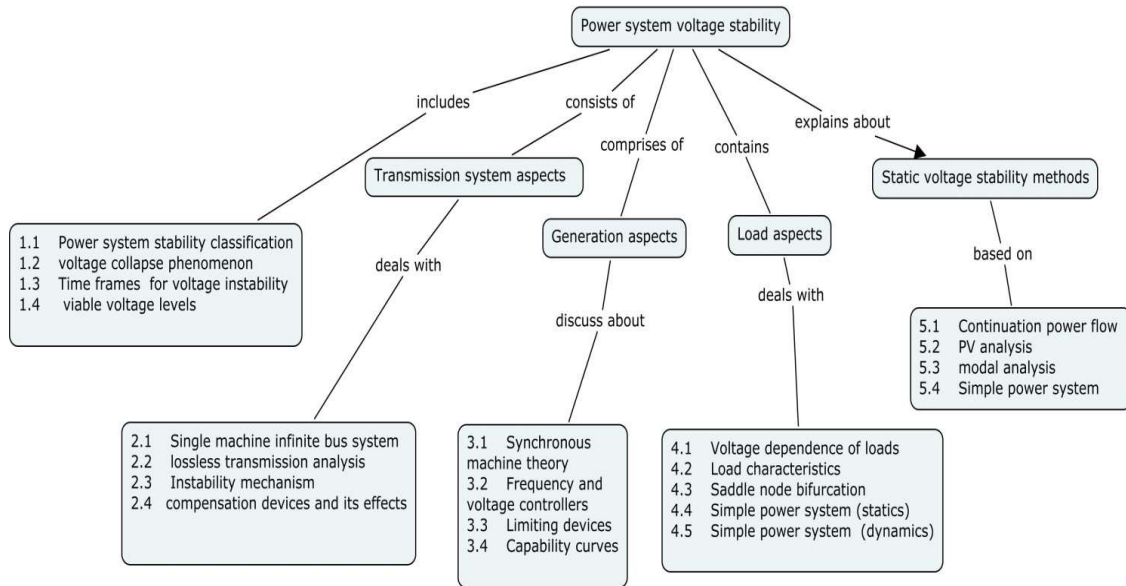 Power system voltage stability
includes
consists of
comprises of
contains
explains about
Transmission system aspects
Static voltage stability methods
Generation aspects
Load aspects
1.1 Power system stability classification
1.2 voltage collapse phenomenon
1.3 Time frames for voltage instability
1.4 viable voltage levels
deals with
discuss about
deals with
based on
2.1 Single machine infinite bus system
2.2 lossless transmission analysis
2.3 Instability mechanism
2.4 compensation devices and its effects
3.1 Synchronous
machine theory
3.2 Frequency and
voltage controllers
3.3 Limiting devices
3.4 Capability curves
4.1 Voltage dependence of loads
4.2 Load characteristics
4.3 Saddle node bifurcation
4.4 Simple power system (statics)
4.5 Simple power system (dynamics)
5.1 Continuation power flow
5.2 PV analysis
5.3 modal analysis
5.4 Simple power system